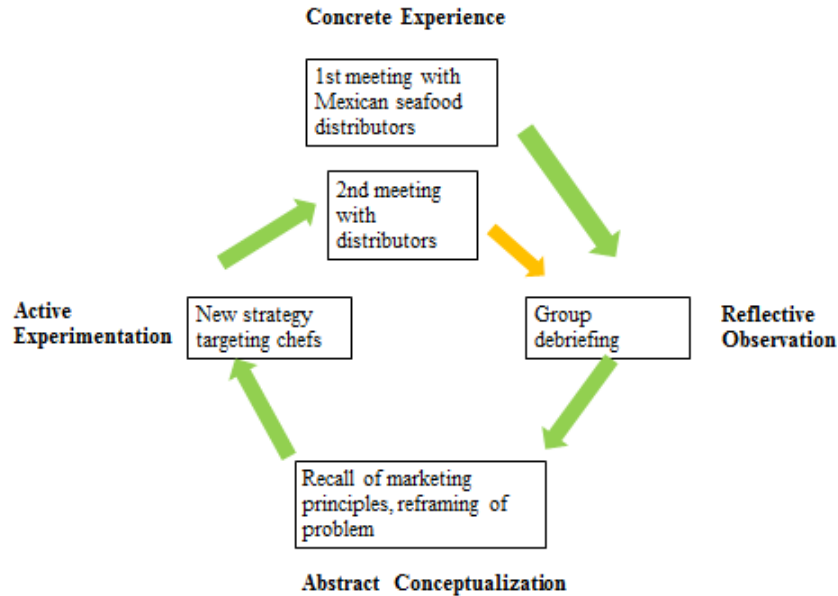 Concrete Experience
1st meeting with
Mexican seafood
distributors
2nd meeting
with
distributors
Active
Experimentation
New strategy
targeting chefs
Group
debriefing
Reflective
Observation
Recall of marketing
principles, reframing of
problem
Abstract Conceptualization